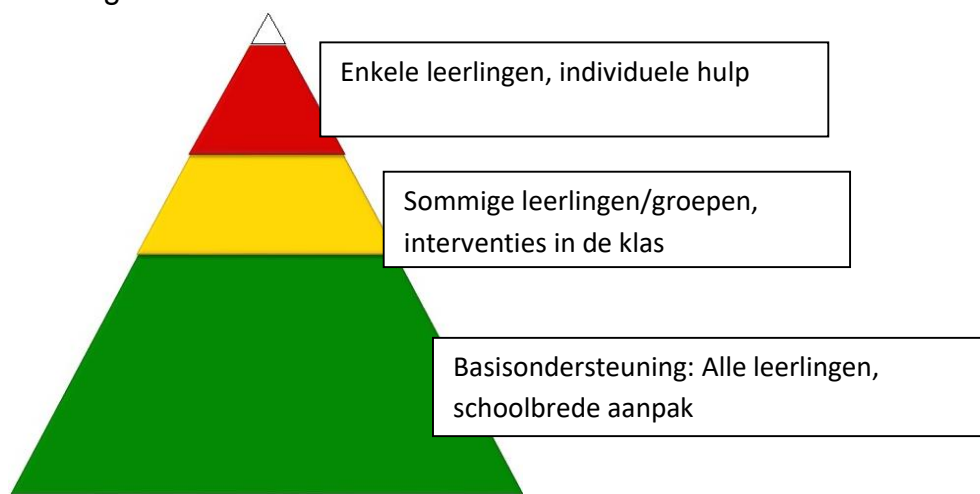 Enkele leerlingen, individuele hulp
Sommige leerlingen/groepen,
interventies in de klas
Basisondersteuning: Alle leerlingen,
schoolbrede aanpak